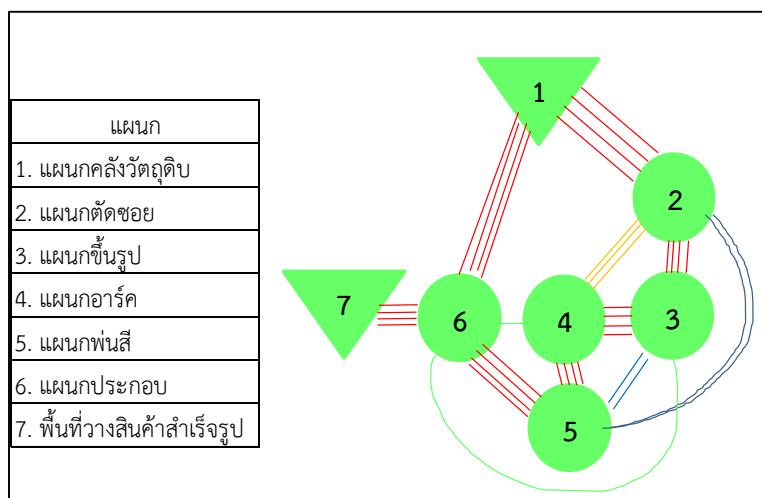 แผนก
1. แผนกคลังวัตถุดิบ
2. แผนกตัดซอย
3. แผนกขึ้นรูป
4. แผนกอาร์ค
5. แผนกพ่นสี
6. แผนกประกอบ
7. พื้นที่วางสินค้าสำเร็จรูป
1
2
3
4
5
6
7